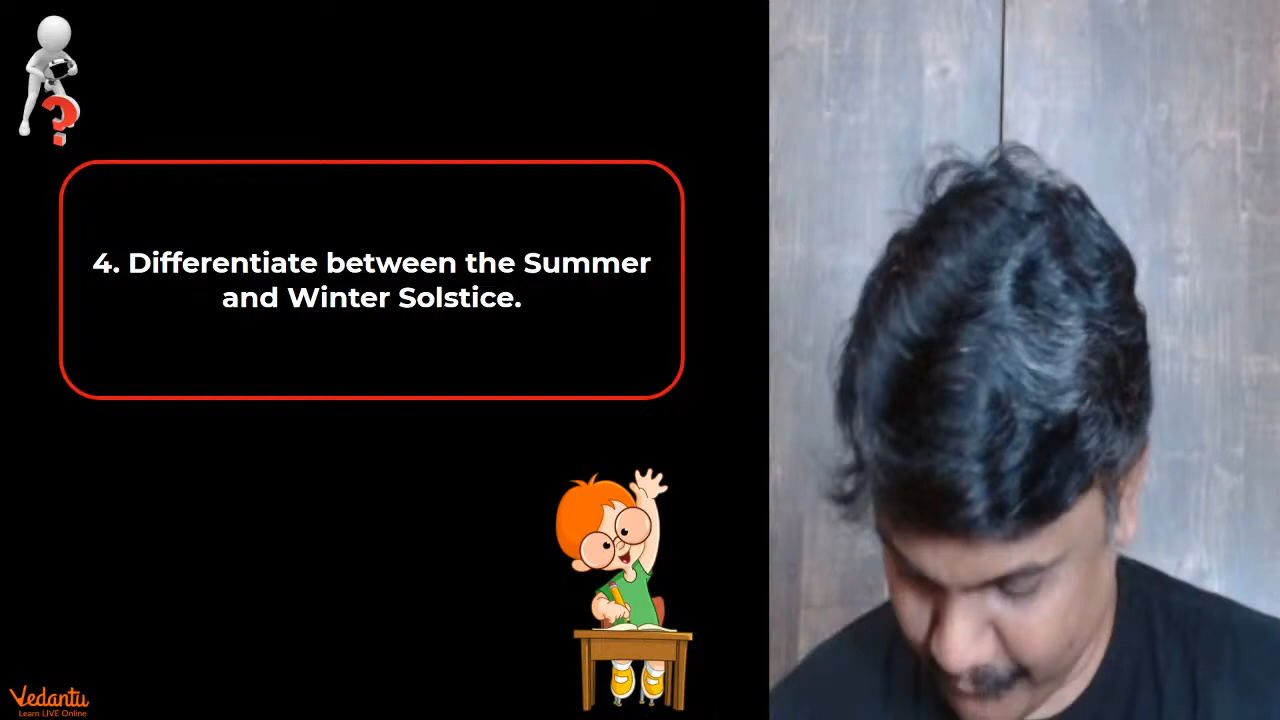 4. Differentiate between the Summer
and Winter Solstice.
Vedantu
Learn LIVE Online